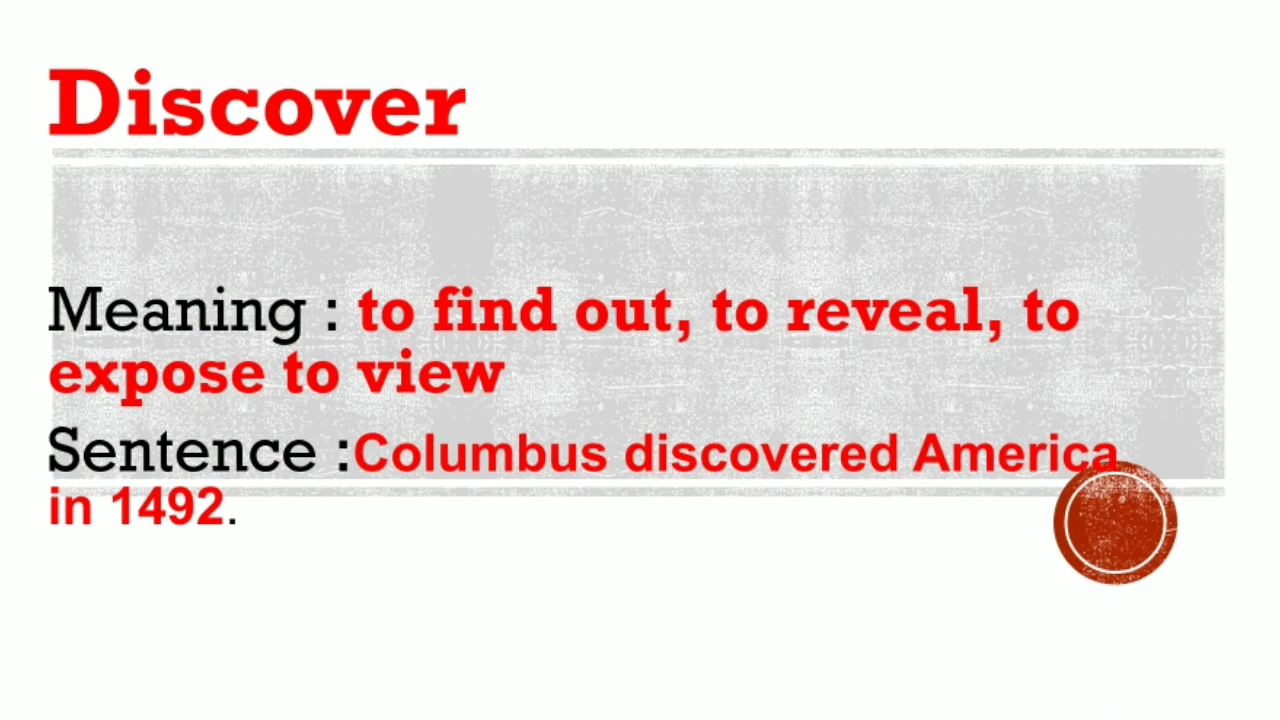 Discover
Meaning : to find out, to reveal, to
expose to view
Sentence :Columbus discovered America
in 1492.